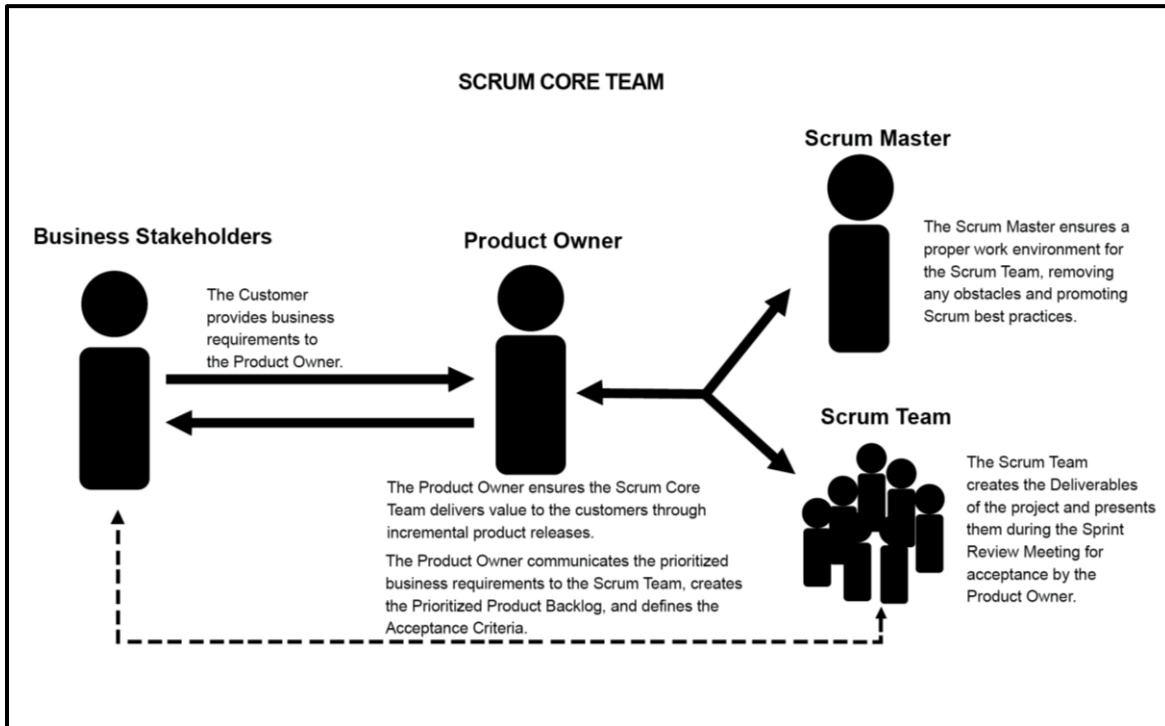 SCRUM CORE TEAM
Scrum Master
The Scrum Master ensures a
proper work environment for
the Scrum Team, removing
any obstacles and promoting
Scrum best practices.
Business Stakeholders
The Customer
provides business
requirements to
the Product Owner.
Product Owner
The Product Owner ensures the Scrum Core
Team delivers value to the customers through
incremental product releases.
The Product Owner communicates the prioritized
business requirements to the Scrum Team, creates
the Prioritized Product Backlog, and defines the
Acceptance Criteria.
Scrum Team
The Scrum Team
creates the Deliverables
of the project and presents
them during the Sprint
Review Meeting for
acceptance by the
Product Owner.